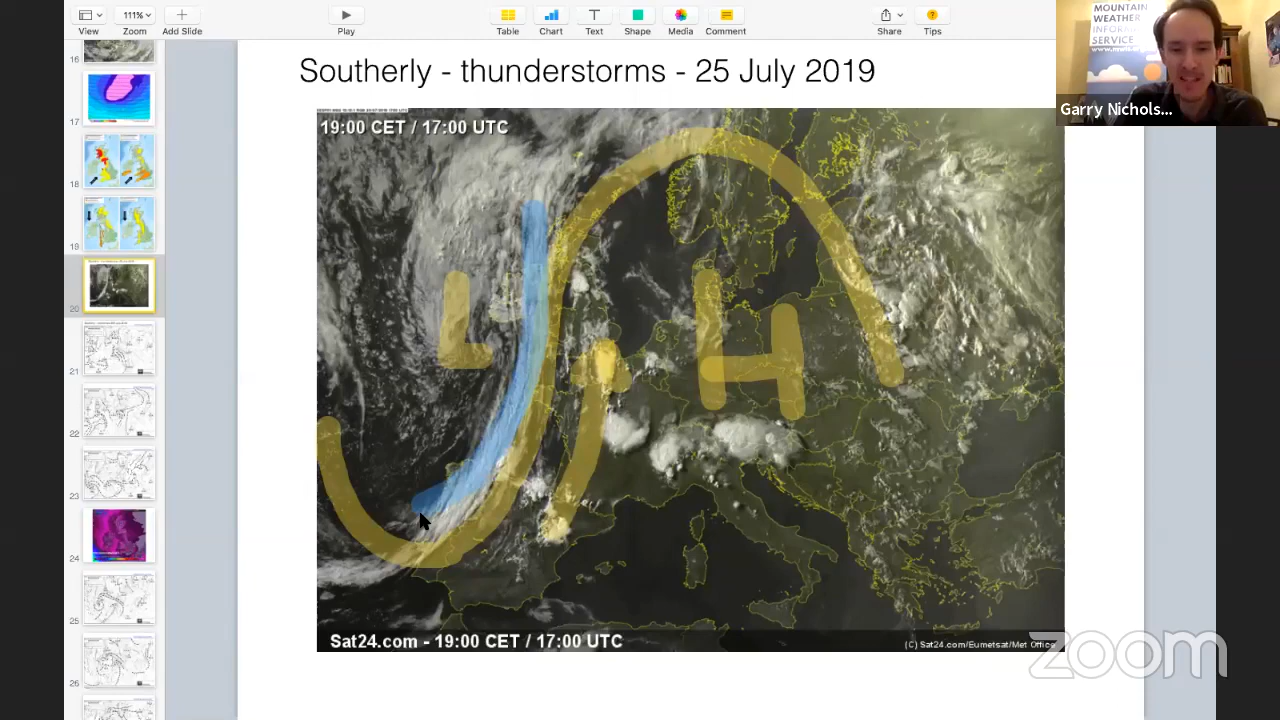 111%
View
Zoom
Add Slide
Play
Table
Chart
Text
Shape
Media
Comment
Share
Tips
MOUNTAIN
WEATHER
SERVICE
Garry Nichols...
Southerly - thunderstorms - 25 July 2019
19:00 CET / 17:00 UTC
L
H
Sat24.com - 19:00 CET / 17:00 UTC
(C) Sat24.com/Eumetsat/Met Office
zoom
16
17
18
19
20
21
22
23
24
25
26